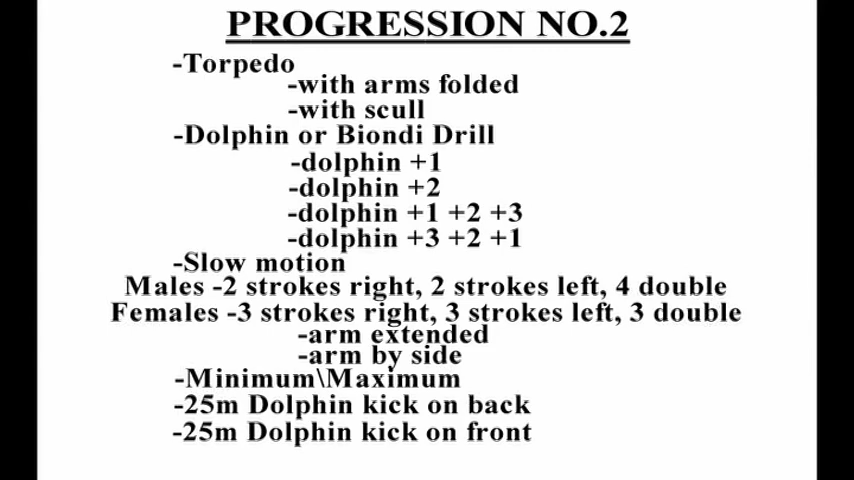 PROGRESSION NO.2
-Torpedo
-with arms folded
-with scull
-Dolphin or Biondi Drill
-dolphin +1
-dolphin +2
-dolphin +1 +2 +3
-dolphin +3 +2 +1
-Slow motion
Males -2 strokes right, 2 strokes left, 4 double
Females -3 strokes right, 3 strokes left, 3 double
-arm extended
-arm by side
-Minimum\Maximum
-25m Dolphin kick on back
-25m Dolphin kick on front